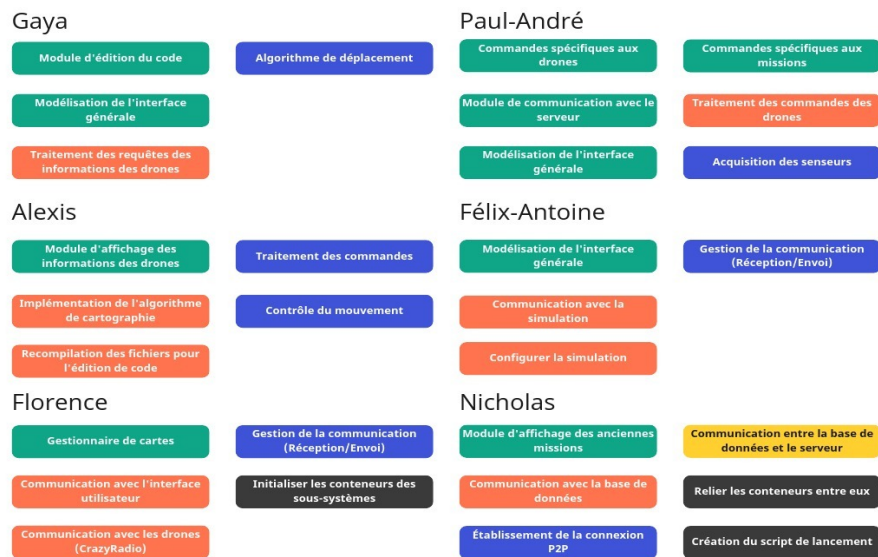 Gaya
Module d'édition du code
Algorithme de déplacement
Modélisation de l'interface
générale
Traitement des requêtes des
informations des drones
Paul-André
Commandes spécifiques aux
drones
Commandes spécifiques aux
missions
Module de communication avec le
serveur
Traitement des commandes des
drones
Modélisation de l'interface
générale
Acquisition des senseurs
Alexis
Module d'affichage des
informations des drones
Traitement des commandes
Implémentation de l'algorithme
de cartographie
Contrôle du mouvement
Recompilation des fichiers pour
l'édition de code
Félix-Antoine
Modélisation de l'interface
générale
Gestion de la communication
(Réception/Envoi)
Communication avec la
simulation
Configurer la simulation
Florence
Gestionnaire de cartes
Gestion de la communication
(Réception/Envoi)
Communication avec l'interface
utilisateur
Initialiser les conteneurs des
sous-systèmes
Communication avec les drones
(CrazyRadio)
Nicholas
Module d'affichage des anciennes
missions
Communication entre la base de
données et le serveur
Communication avec la base de
données
Relier les conteneurs entre eux
Établissement de la connexion
P2P
Création du script de lancement